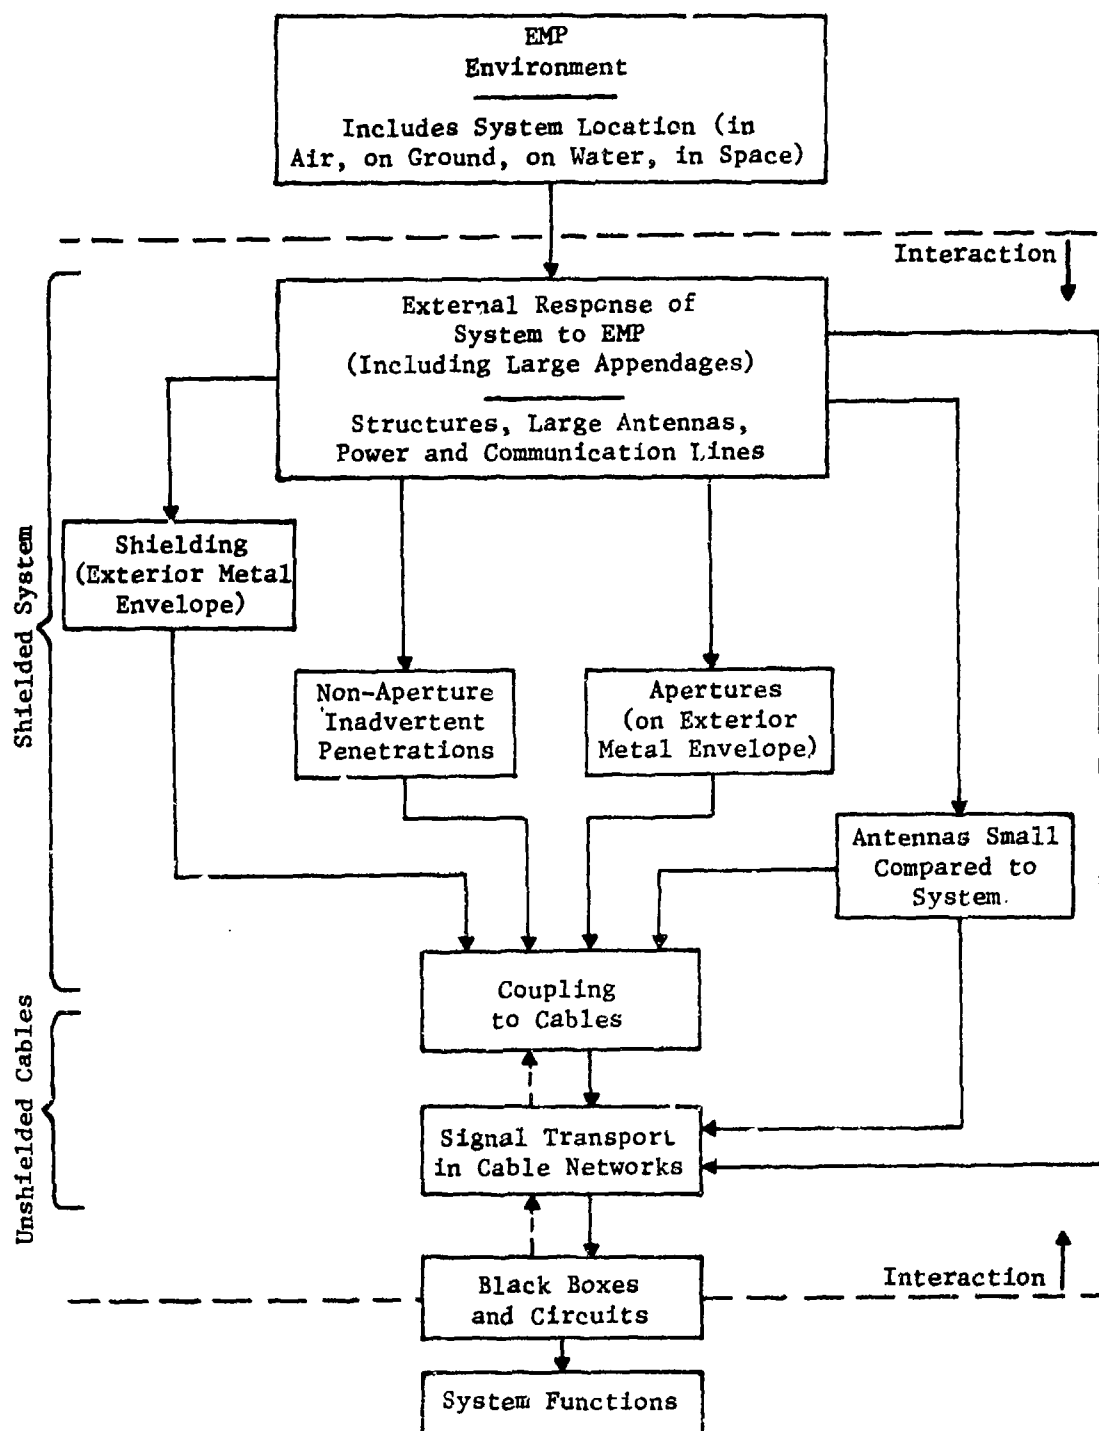 EMP
Environment
Includes System Location (in
Air, on Ground, on Water, in Space)
Interaction
External Response of
System to EMP
(Including Large Appendages)
Structures, Large Antennas,
Power and Communication Lines
Shielded System
Shielding
(Exterior Metal
Envelope)
Non-Aperture
Inadvertent
Penetrations
Apertures
(on Exterior
Metal Envelope)
Antennas Small
Compared to
System
Coupling
to Cables
Unshielded Cables
Signal Transport
in Cable Networks
Black Boxes
and Circuits
Interaction
System Functions